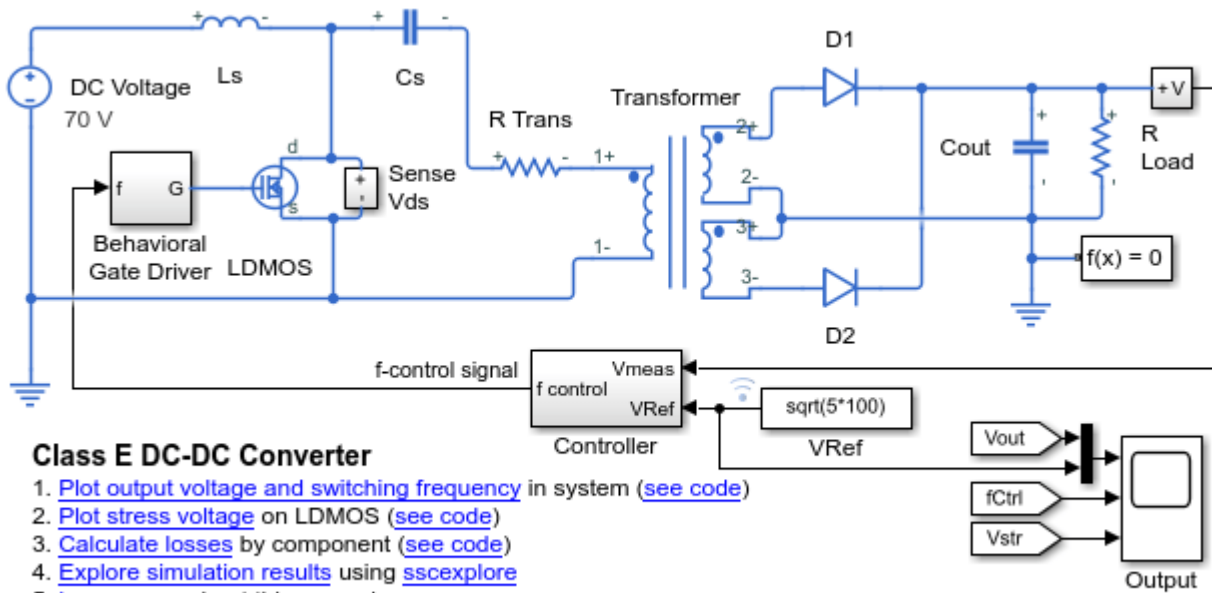 + -
Ls
+ -
Cs
DC Voltage
70 V
+
-
D1
Transformer
R Trans
+ -
1+
1-
2+
2-
3+
3-
+ V
Cout
+
-
+
-
R
Load
f G
d
s
+
-
Sense
Vds
Behavioral
Gate Driver
LDMOS
f(x) = 0
D2
f-control signal
f control
Vmeas
VRef
Controller
sqrt(5*100)
VRef
Vout
fCtrl
Vstr
Output
Class E DC-DC Converter
1. Plot output voltage and switching frequency in system (see code)
2. Plot stress voltage on LDMOS (see code)
3. Calculate losses by component (see code)
4. Explore simulation results using sscexplore